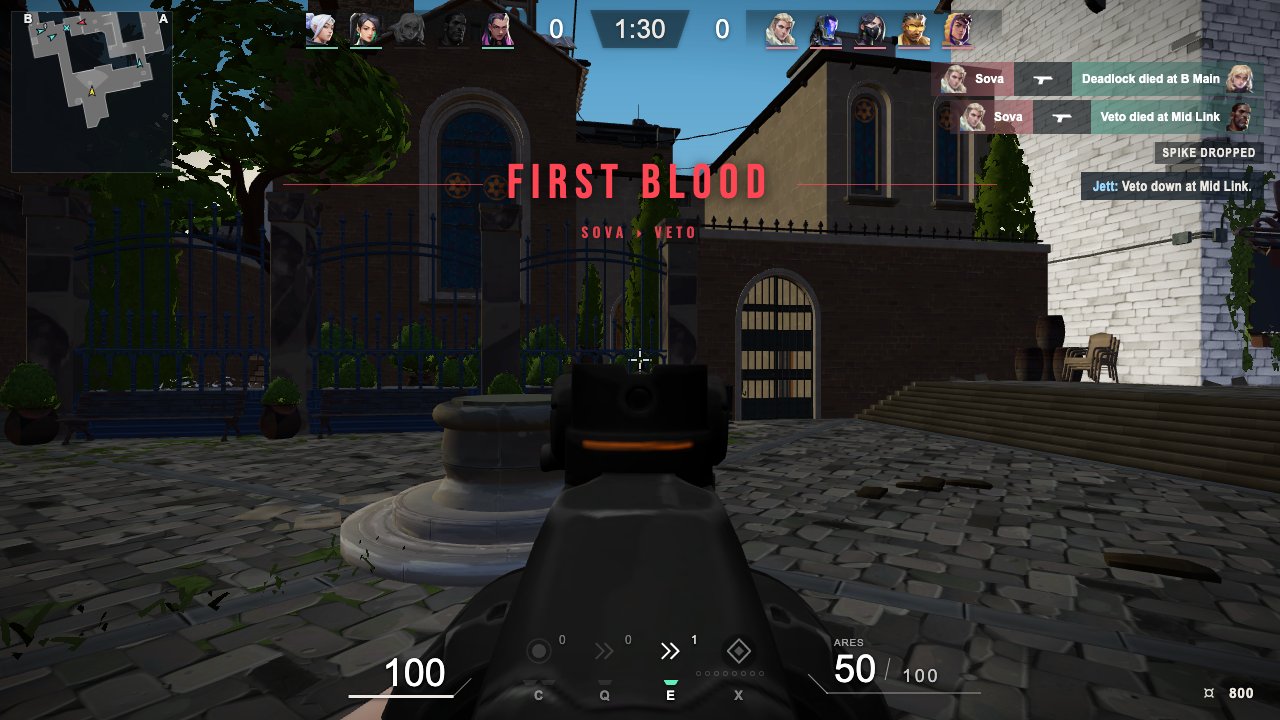 B
A
0
1:30
0
Sova
Deadlock died at B Main
Sova
Veto died at Mid Link
SPIKE DROPPED
Jett: Veto down at Mid Link.
FIRST BLOOD
SOVA ▸ VETO
0
0
1
C
Q
E
X
100
ARES
50 / 100
800